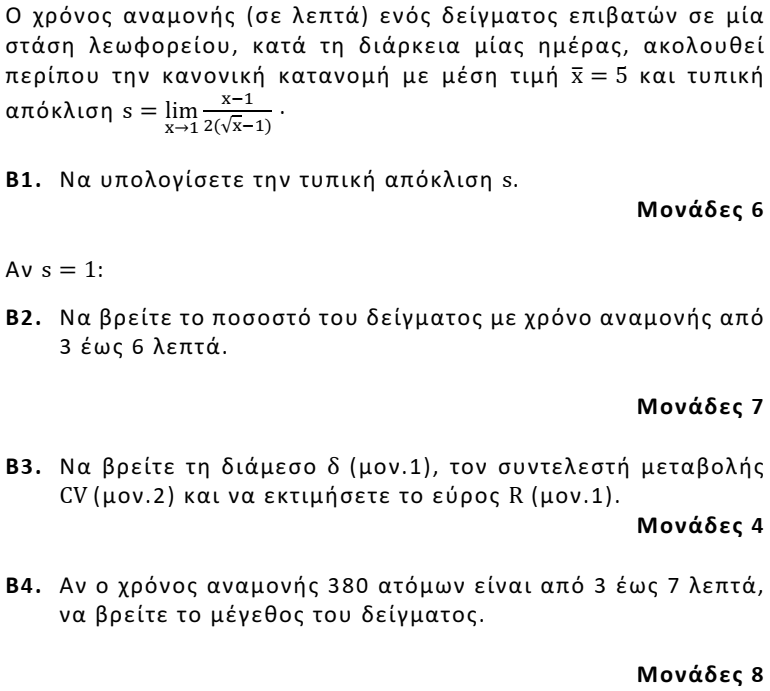 Ο χρόνος αναμονής (σε λεπτά) ενός δείγματος επιβατών σε μία
στάση λεωφορείου, κατά τη διάρκεια μίας ημέρας, ακολουθεί
περίπου την κανονική κατανομή με μέση τιμή x̄ = 5 και τυπική
απόκλιση s = lim x→1 x−1 / 2(√x−1) .
Β1. Να υπολογίσετε την τυπική απόκλιση s.
Μονάδες 6
Αν s = 1:
Β2. Να βρείτε το ποσοστό του δείγματος με χρόνο αναμονής από
3 έως 6 λεπτά.
Μονάδες 7
Β3. Να βρείτε τη διάμεσο δ (μον.1), τον συντελεστή μεταβολής
CV (μον.2) και να εκτιμήσετε το εύρος R (μον.1).
Μονάδες 4
Β4. Αν ο χρόνος αναμονής 380 ατόμων είναι από 3 έως 7 λεπτά,
να βρείτε το μέγεθος του δείγματος.
Μονάδες 8